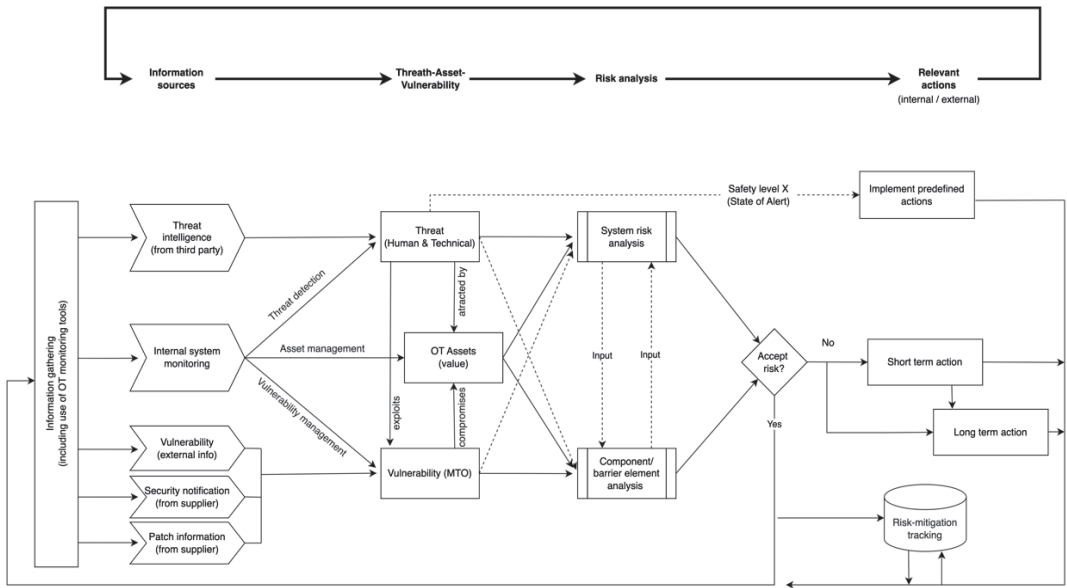 Information
sources
Threath-Asset-
Vulnerability
Risk analysis
Relevant
actions
(internal / external)
Safety level X
(State of Alert)
Implement predefined
actions
Information gathering
(including use of OT monitoring tools)
Threat
intelligence
(from third party)
Threat
(Human & Technical)
System risk
analysis
Threat detection
atracted by
Internal system
monitoring
Asset management
OT Assets
(value)
Input
Input
Accept
risk?
No
Short term action
Vulnerability management
exploits
compromises
Yes
Long term action
Vulnerability
(external info)
Vulnerability (MTO)
Component/
barrier element
analysis
Security notification
(from supplier)
Patch information
(from supplier)
Risk-mitigation
tracking